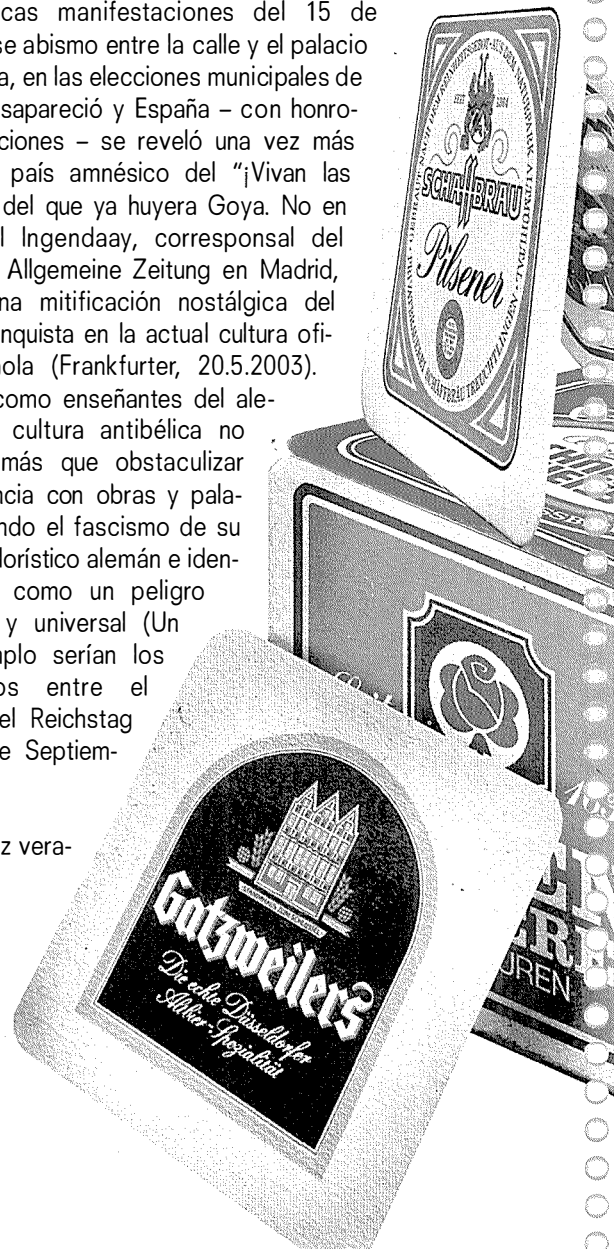 cas manifestaciones del 15 de
se abismo entre la calle y el palacio
a, en las elecciones municipales de
sapareció y España – con honro-
ciones – se reveló una vez más
país amnésico del "¡Vivan las
del que ya huyera Goya. No en
l Ingendaay, corresponsal del
Allgemeine Zeitung en Madrid,
na mitificación nostálgica del
nquista en la actual cultura ofi-
ñola (Frankfurter, 20.5.2003).
como enseñantes del ale-
cultura antibélica no
más que obstaculizar
ncia con obras y pala-
ndo el fascismo de su
lorístico alemán e iden-
como un peligro
y universal (Un
mplo serían los
os entre el
el Reichstag
e Septiem-
z vera-
SCHÄFFBRÄU
Pilsener
Gatzweilers
Die echte Düsseldorfer
Altbier-Spezialität
UREN